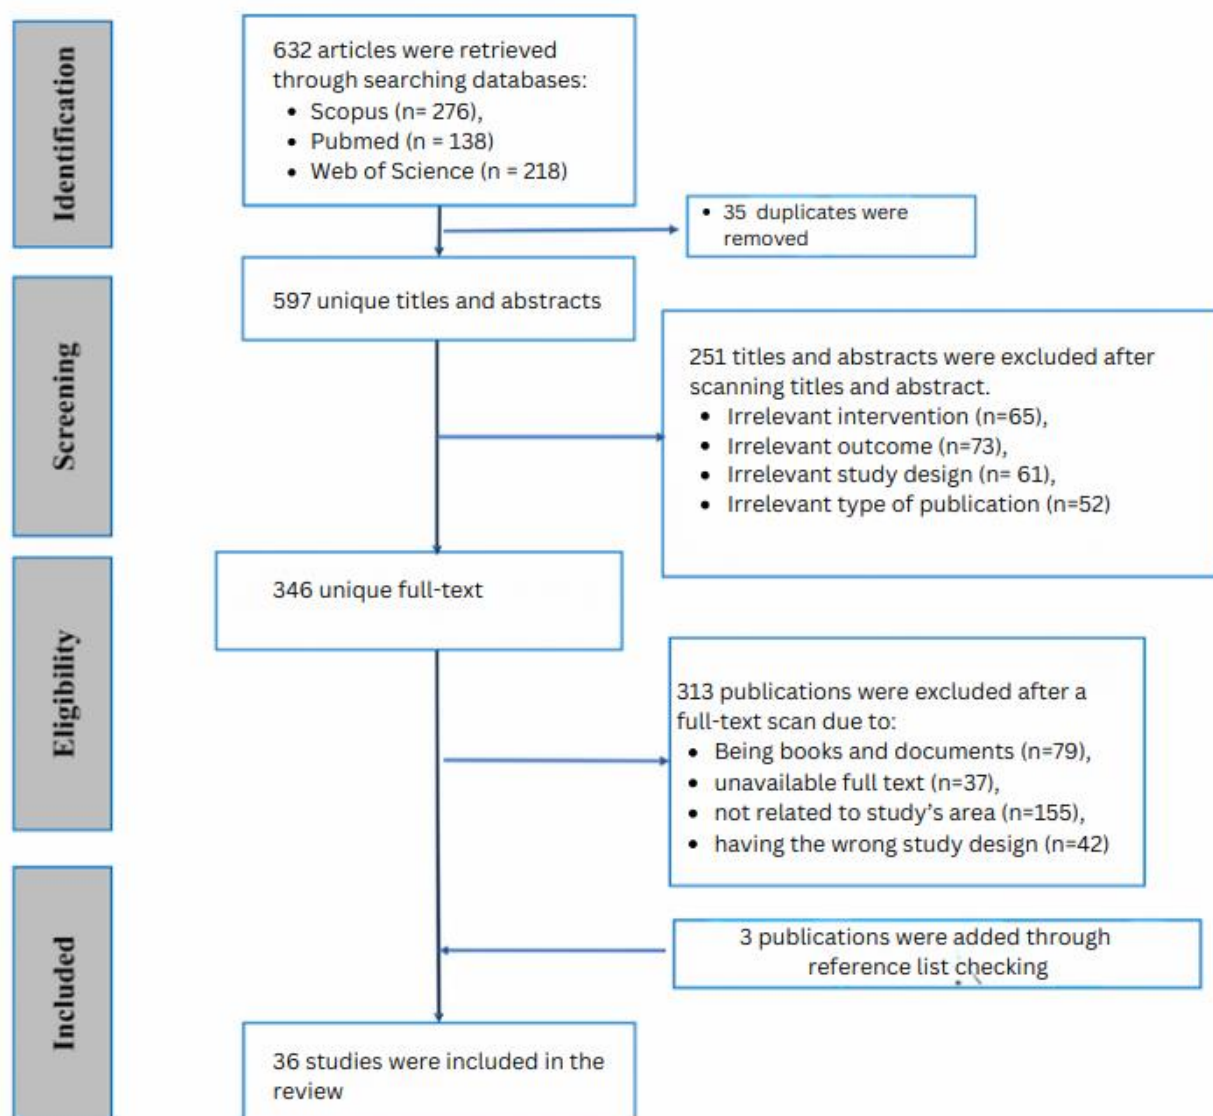 Identification
632 articles were retrieved
through searching databases:
• Scopus (n= 276),
• Pubmed (n = 138)
• Web of Science (n = 218)
• 35 duplicates were
removed
Screening
597 unique titles and abstracts
251 titles and abstracts were excluded after
scanning titles and abstract.
• Irrelevant intervention (n=65),
• Irrelevant outcome (n=73),
• Irrelevant study design (n= 61),
• Irrelevant type of publication (n=52)
Eligibility
346 unique full-text
313 publications were excluded after a
full-text scan due to:
• Being books and documents (n=79),
• unavailable full text (n=37),
• not related to study's area (n=155),
• having the wrong study design (n=42)
Included
3 publications were added through
reference list checking
36 studies were included in the
review